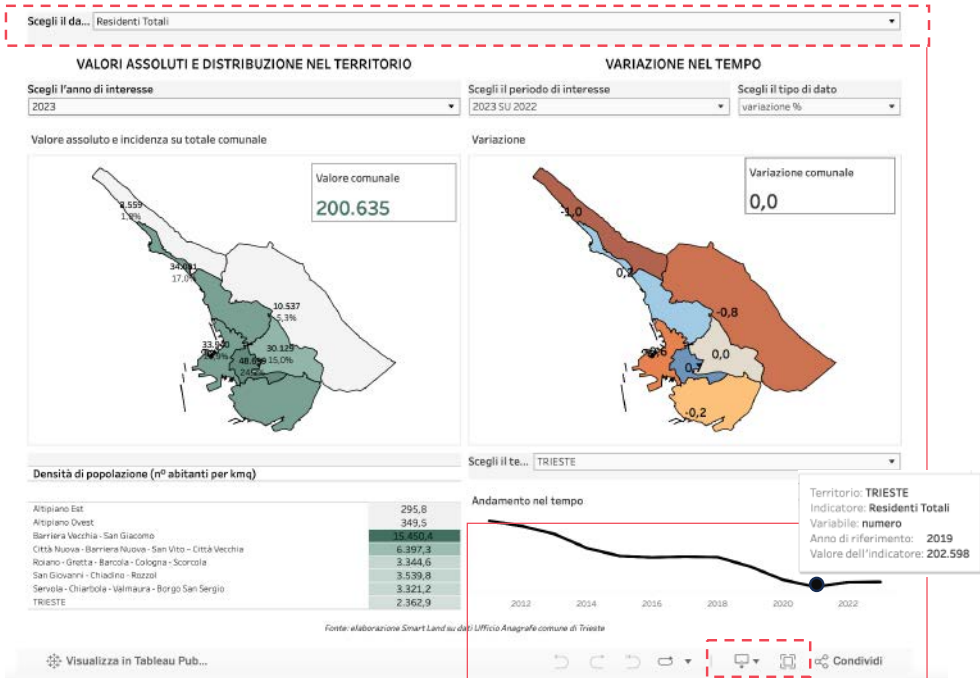 Scegli il da... Residenti Totali
VALORI ASSOLUTI E DISTRIBUZIONE NEL TERRITORIO
VARIAZIONE NEL TEMPO
Scegli l'anno di interesse
2023
Scegli il periodo di interesse
2023 SU 2022
Scegli il tipo di dato
variazione %
Valore assoluto e incidenza su totale comunale
Valore comunale
200.635
17,0%
10.537
5,3%
30.129
15,0%
Variazione
Variazione comunale
0,0
-1,0
-0,8
0,0
-0,2
Densità di popolazione (nº abitanti per kmq)
Altipiano Est 295,8
Altipiano Ovest 349,5
Barriera Vecchia - San Giacomo 15.450,4
Città Nuova - Barriera Nuova - San Vito – Città Vecchia 6.397,3
Roiano - Gretta - Barcola - Cologna - Scorcola 3.344,6
San Giovanni - Chiadino - Rozzol 3.539,8
Servola - Chiarbola - Valmaura - Borgo San Sergio 3.321,2
TRIESTE 2.362,9
Scegli il te... TRIESTE
Andamento nel tempo
Territorio: TRIESTE
Indicatore: Residenti Totali
Variabile: numero
Anno di riferimento: 2019
Valore dell'indicatore: 202.598
2012 2014 2016 2018 2020 2022
Fonte: elaborazione Smart Land su dati Ufficio Anagrafe comune di Trieste
Visualizza in Tableau Pub...
Condividi